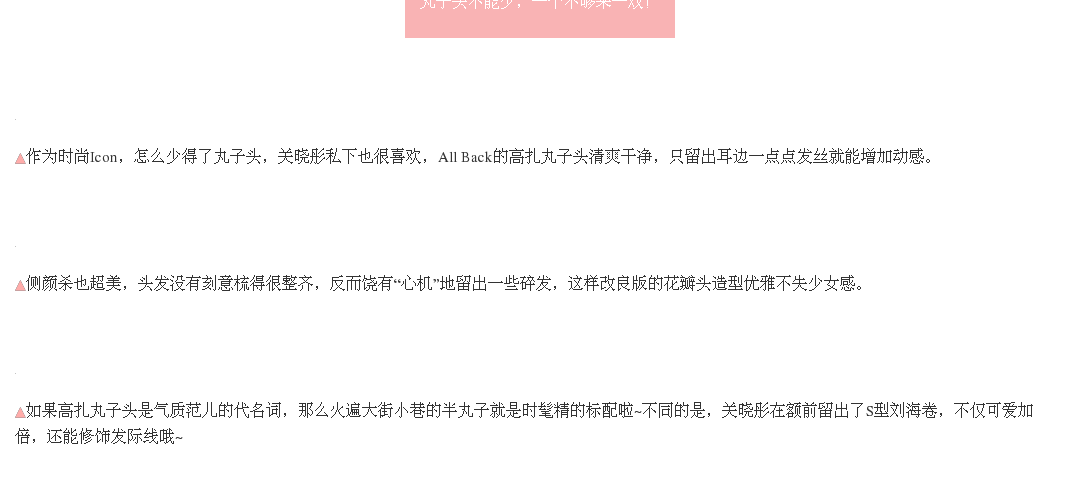 丸子头不能少，一个不够来一双！
▲作为时尚Icon，怎么少得了丸子头，关晓彤私下也很喜欢，All Back的高扎丸子头清爽干净，只留出耳边一点点发丝就能增加动感。
▲侧颜杀也超美，头发没有刻意梳得很整齐，反而饶有“心机”地留出一些碎发，这样改良版的花瓣头造型优雅不失少女感。
▲如果高扎丸子头是气质范儿的代名词，那么火遍大街小巷的半丸子就是时髦精的标配啦~不同的是，关晓彤在额前留出了S型刘海卷，不仅可爱加
倍，还能修饰发际线哦~